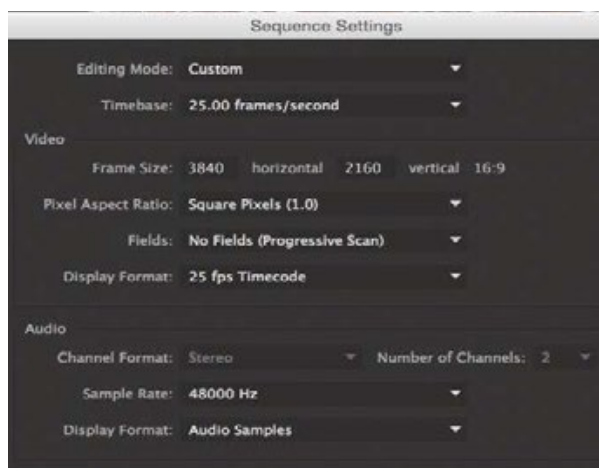 Sequence Settings
Editing Mode: Custom
Timebase: 25.00 frames/second
Video
Frame Size: 3840 horizontal 2160 vertical 16:9
Pixel Aspect Ratio: Square Pixels (1.0)
Fields: No Fields (Progressive Scan)
Display Format: 25 fps Timecode
Audio
Channel Format: Stereo Number of Channels: 2
Sample Rate: 48000 Hz
Display Format: Audio Samples